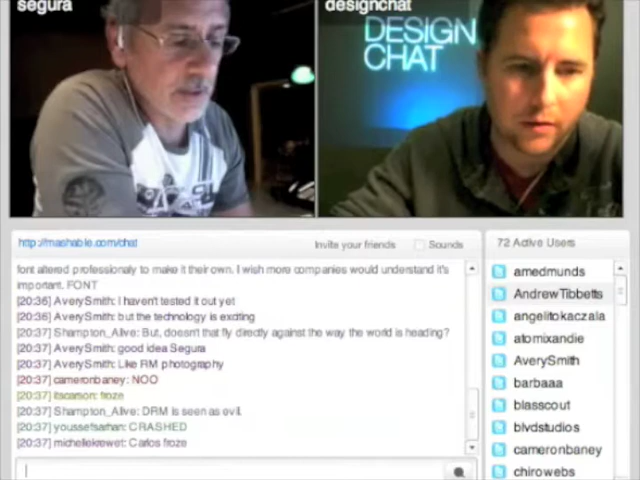 segura
designchat
DESIGN
CHAT
http://mashable.com/chat
Invite your friends
Sounds
72 Active Users
font altered professionaly to make it their own. I wish more companies would understand it's
important. FONT
[20:36] AverySmith: I haven't tested it out yet
[20:36] AverySmith: but the technology is exciting
[20:37] Shampton_Alive: But, doesn't that fly directly against the way the world is heading?
[20:37] AverySmith: good idea Segura
[20:37] AverySmith: Like RM photography
[20:37] cameronbaney: NOO
[20:37] itscarson: froze
[20:37] Shampton_Alive: DRM is seen as evil.
[20:37] youssefsarhan: CRASHED
[20:37] michellekrewet: Carlos froze
amedmunds
AndrewTibbetts
angelitokaczala
atomixandie
AverySmith
barbaaa
blasscout
blvdstudios
cameronbaney
chirowebs